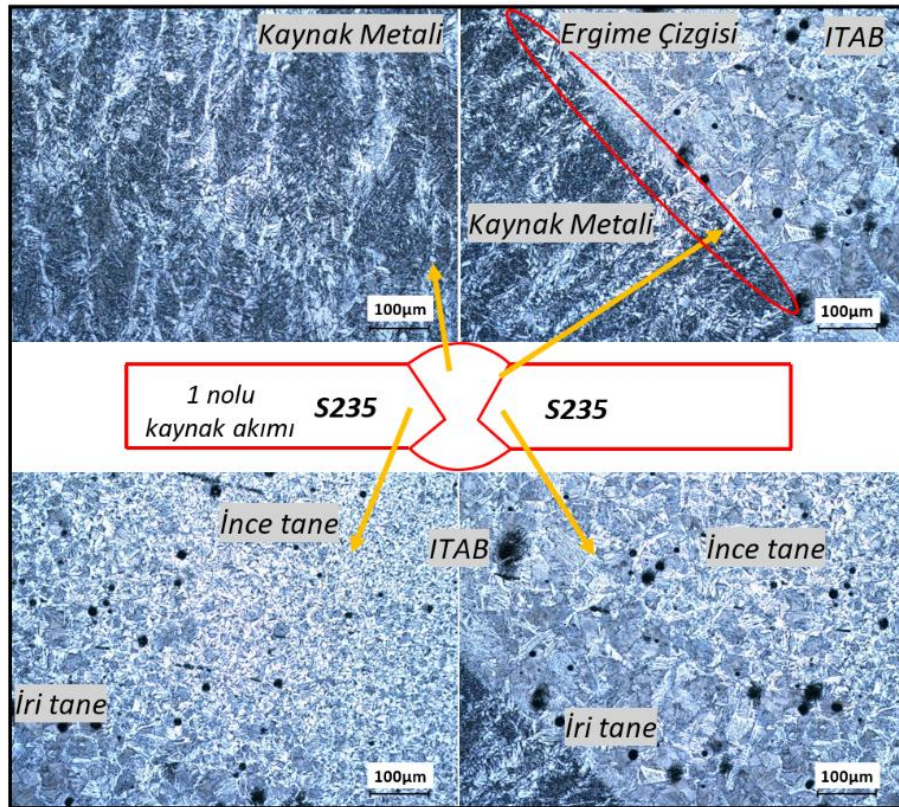 Kaynak Metali
100µm
Ergime Çizgisi
ITAB
Kaynak Metali
100µm
1 nolu
kaynak akımı
S235
S235
İnce tane
İri tane
100µm
ITAB
İnce tane
İri tane
100µm